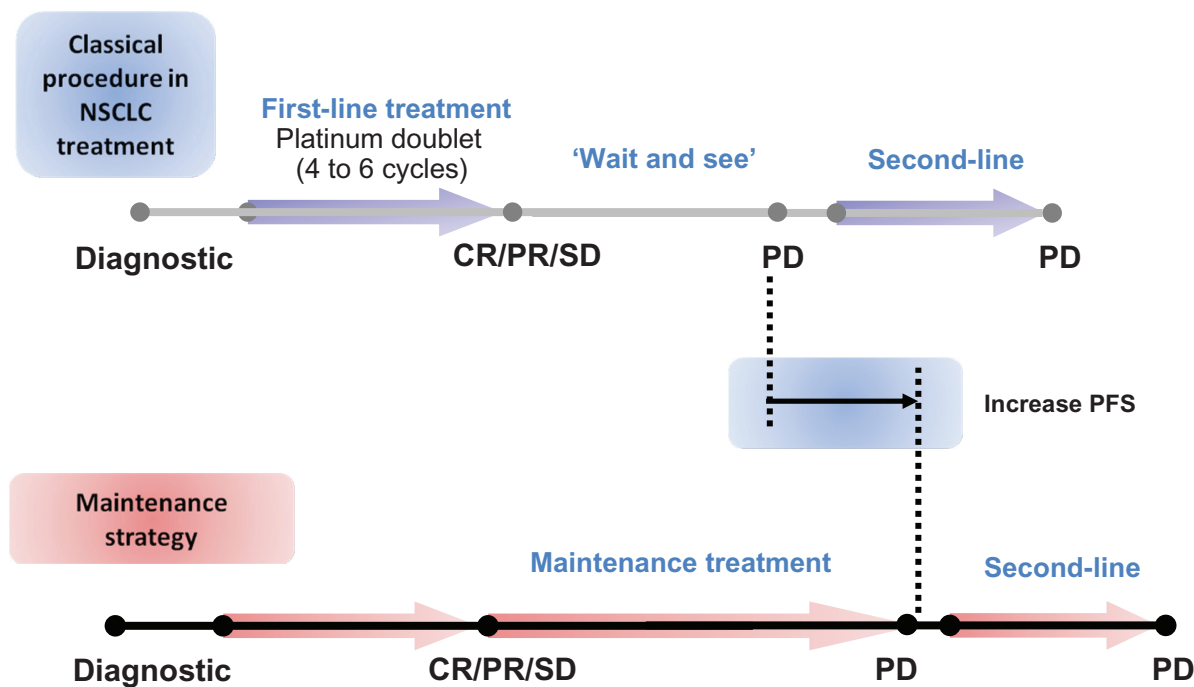 Classical
procedure in
NSCLC
treatment
First-line treatment
Platinum doublet
(4 to 6 cycles)
‘Wait and see’
Second-line
Diagnostic
CR/PR/SD
PD
PD
Increase PFS
Maintenance
strategy
Maintenance treatment
Second-line
Diagnostic
CR/PR/SD
PD
PD